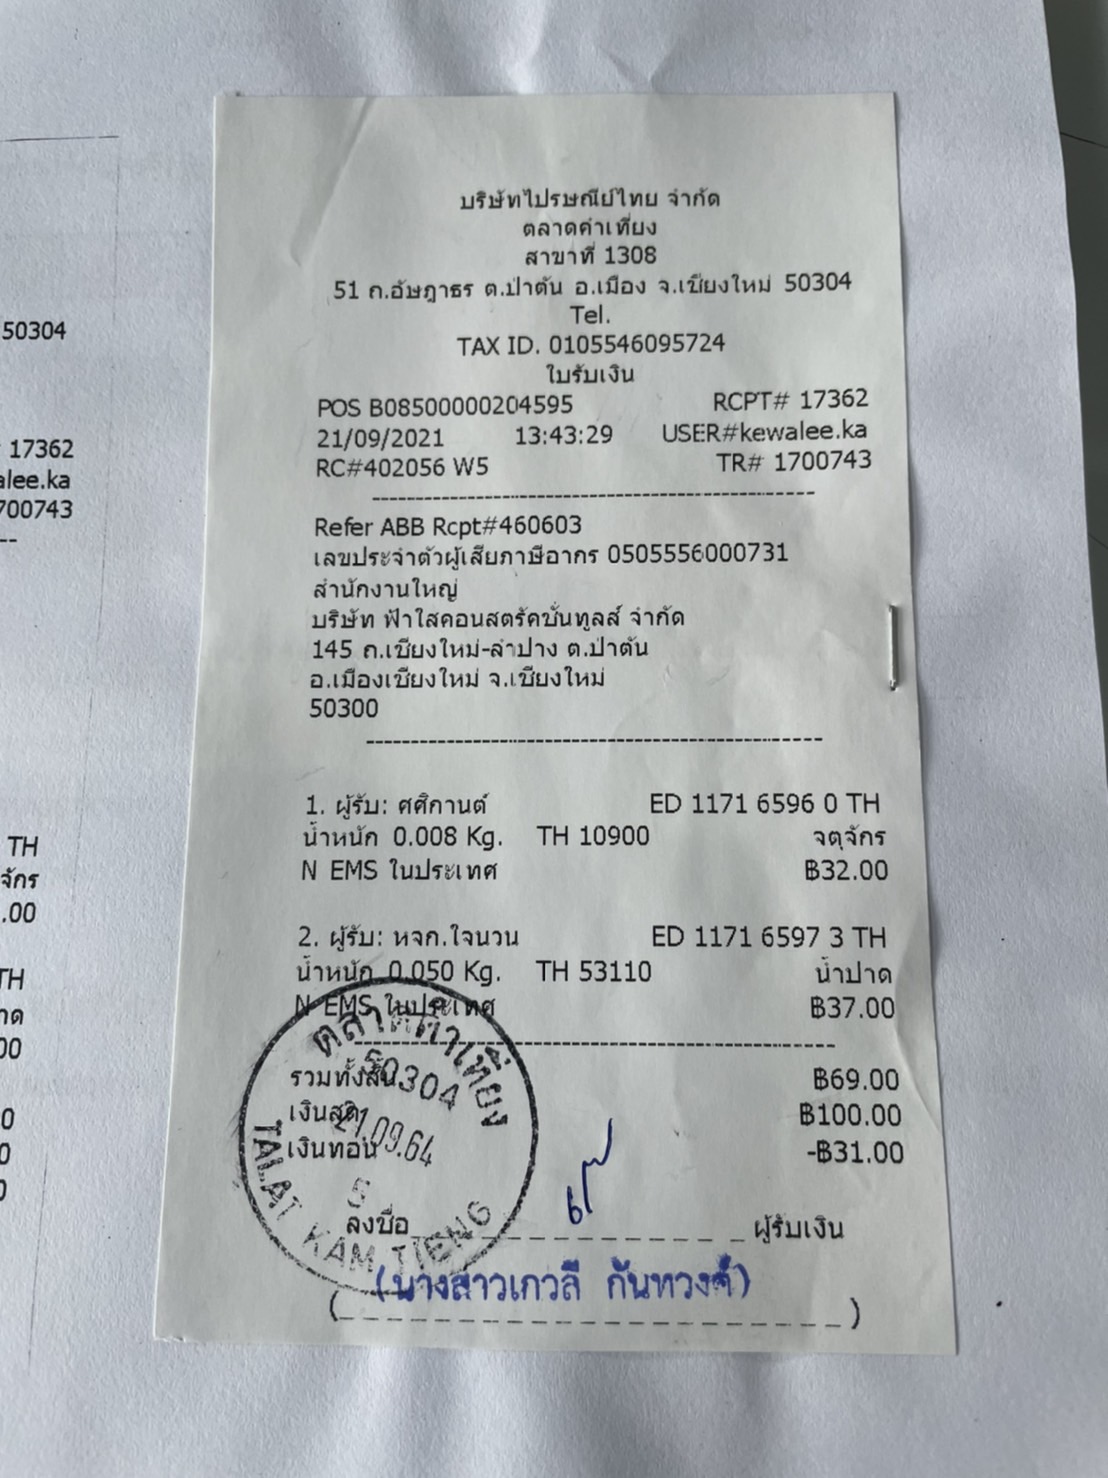 บริษัทไปรษณีย์ไทย จำกัด
ตลาดคำเที่ยง
สาขาที่ 1308
51 ถ.อัษฎาธร ต.ป่าตัน อ.เมือง จ.เชียงใหม่ 50304
Tel.
TAX ID. 0105546095724
ใบรับเงิน
POS B08500000204595 RCPT# 17362
21/09/2021 13:43:29 USER#kewalee.ka
RC#402056 W5 TR# 1700743
Refer ABB Rcpt#460603
เลขประจำตัวผู้เสียภาษีอากร 0505556000731
สำนักงานใหญ่
บริษัท ฟ้าใสคอนสตรัคชั่นทูลส์ จำกัด
145 ถ.เชียงใหม่-ลำปาง ต.ป่าตัน
อ.เมืองเชียงใหม่ จ.เชียงใหม่
50300
1. ผู้รับ: ศศิกานต์ ED 1171 6596 0 TH
น้ำหนัก 0.008 Kg. TH 10900 จตุจักร
N EMS ในประเทศ ฿32.00
2. ผู้รับ: หจก.ใจนวน ED 1171 6597 3 TH
น้ำหนัก 0.050 Kg. TH 53110 น้ำปาด
N EMS ในประเทศ ฿37.00
รวมทั้งสิ้น ฿69.00
เงินสด ฿100.00
เงินทอน -฿31.00
ตลาดคำเที่ยง
50304
21.09.64
5
TALAT KAM TIENG
ลงชื่อ ผู้รับเงิน
(นางสาวเกวลี กันทวงค์)
50304
17362
alee.ka
700743
TH
จักร
.00
TH
าด
00
0
0
0